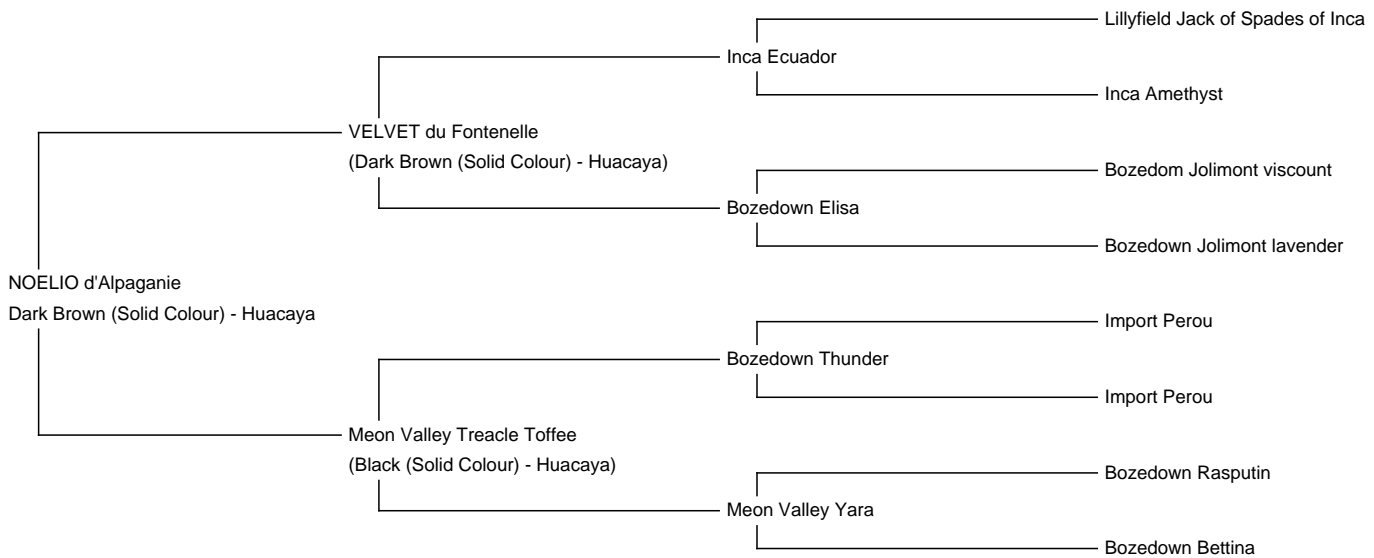 Lillyfield Jack of Spades of Inca
Inca Ecuador
Inca Amethyst
VELVET du Fontenelle
(Dark Brown (Solid Colour) - Huacaya)
Bozedom Jolimont viscount
Bozedown Elisa
Bozedown Jolimont lavender
NOELIO d'Alpaganie
Dark Brown (Solid Colour) - Huacaya
Import Perou
Bozedown Thunder
Import Perou
Meon Valley Treacle Toffee
(Black (Solid Colour) - Huacaya)
Bozedown Rasputin
Meon Valley Yara
Bozedown Bettina